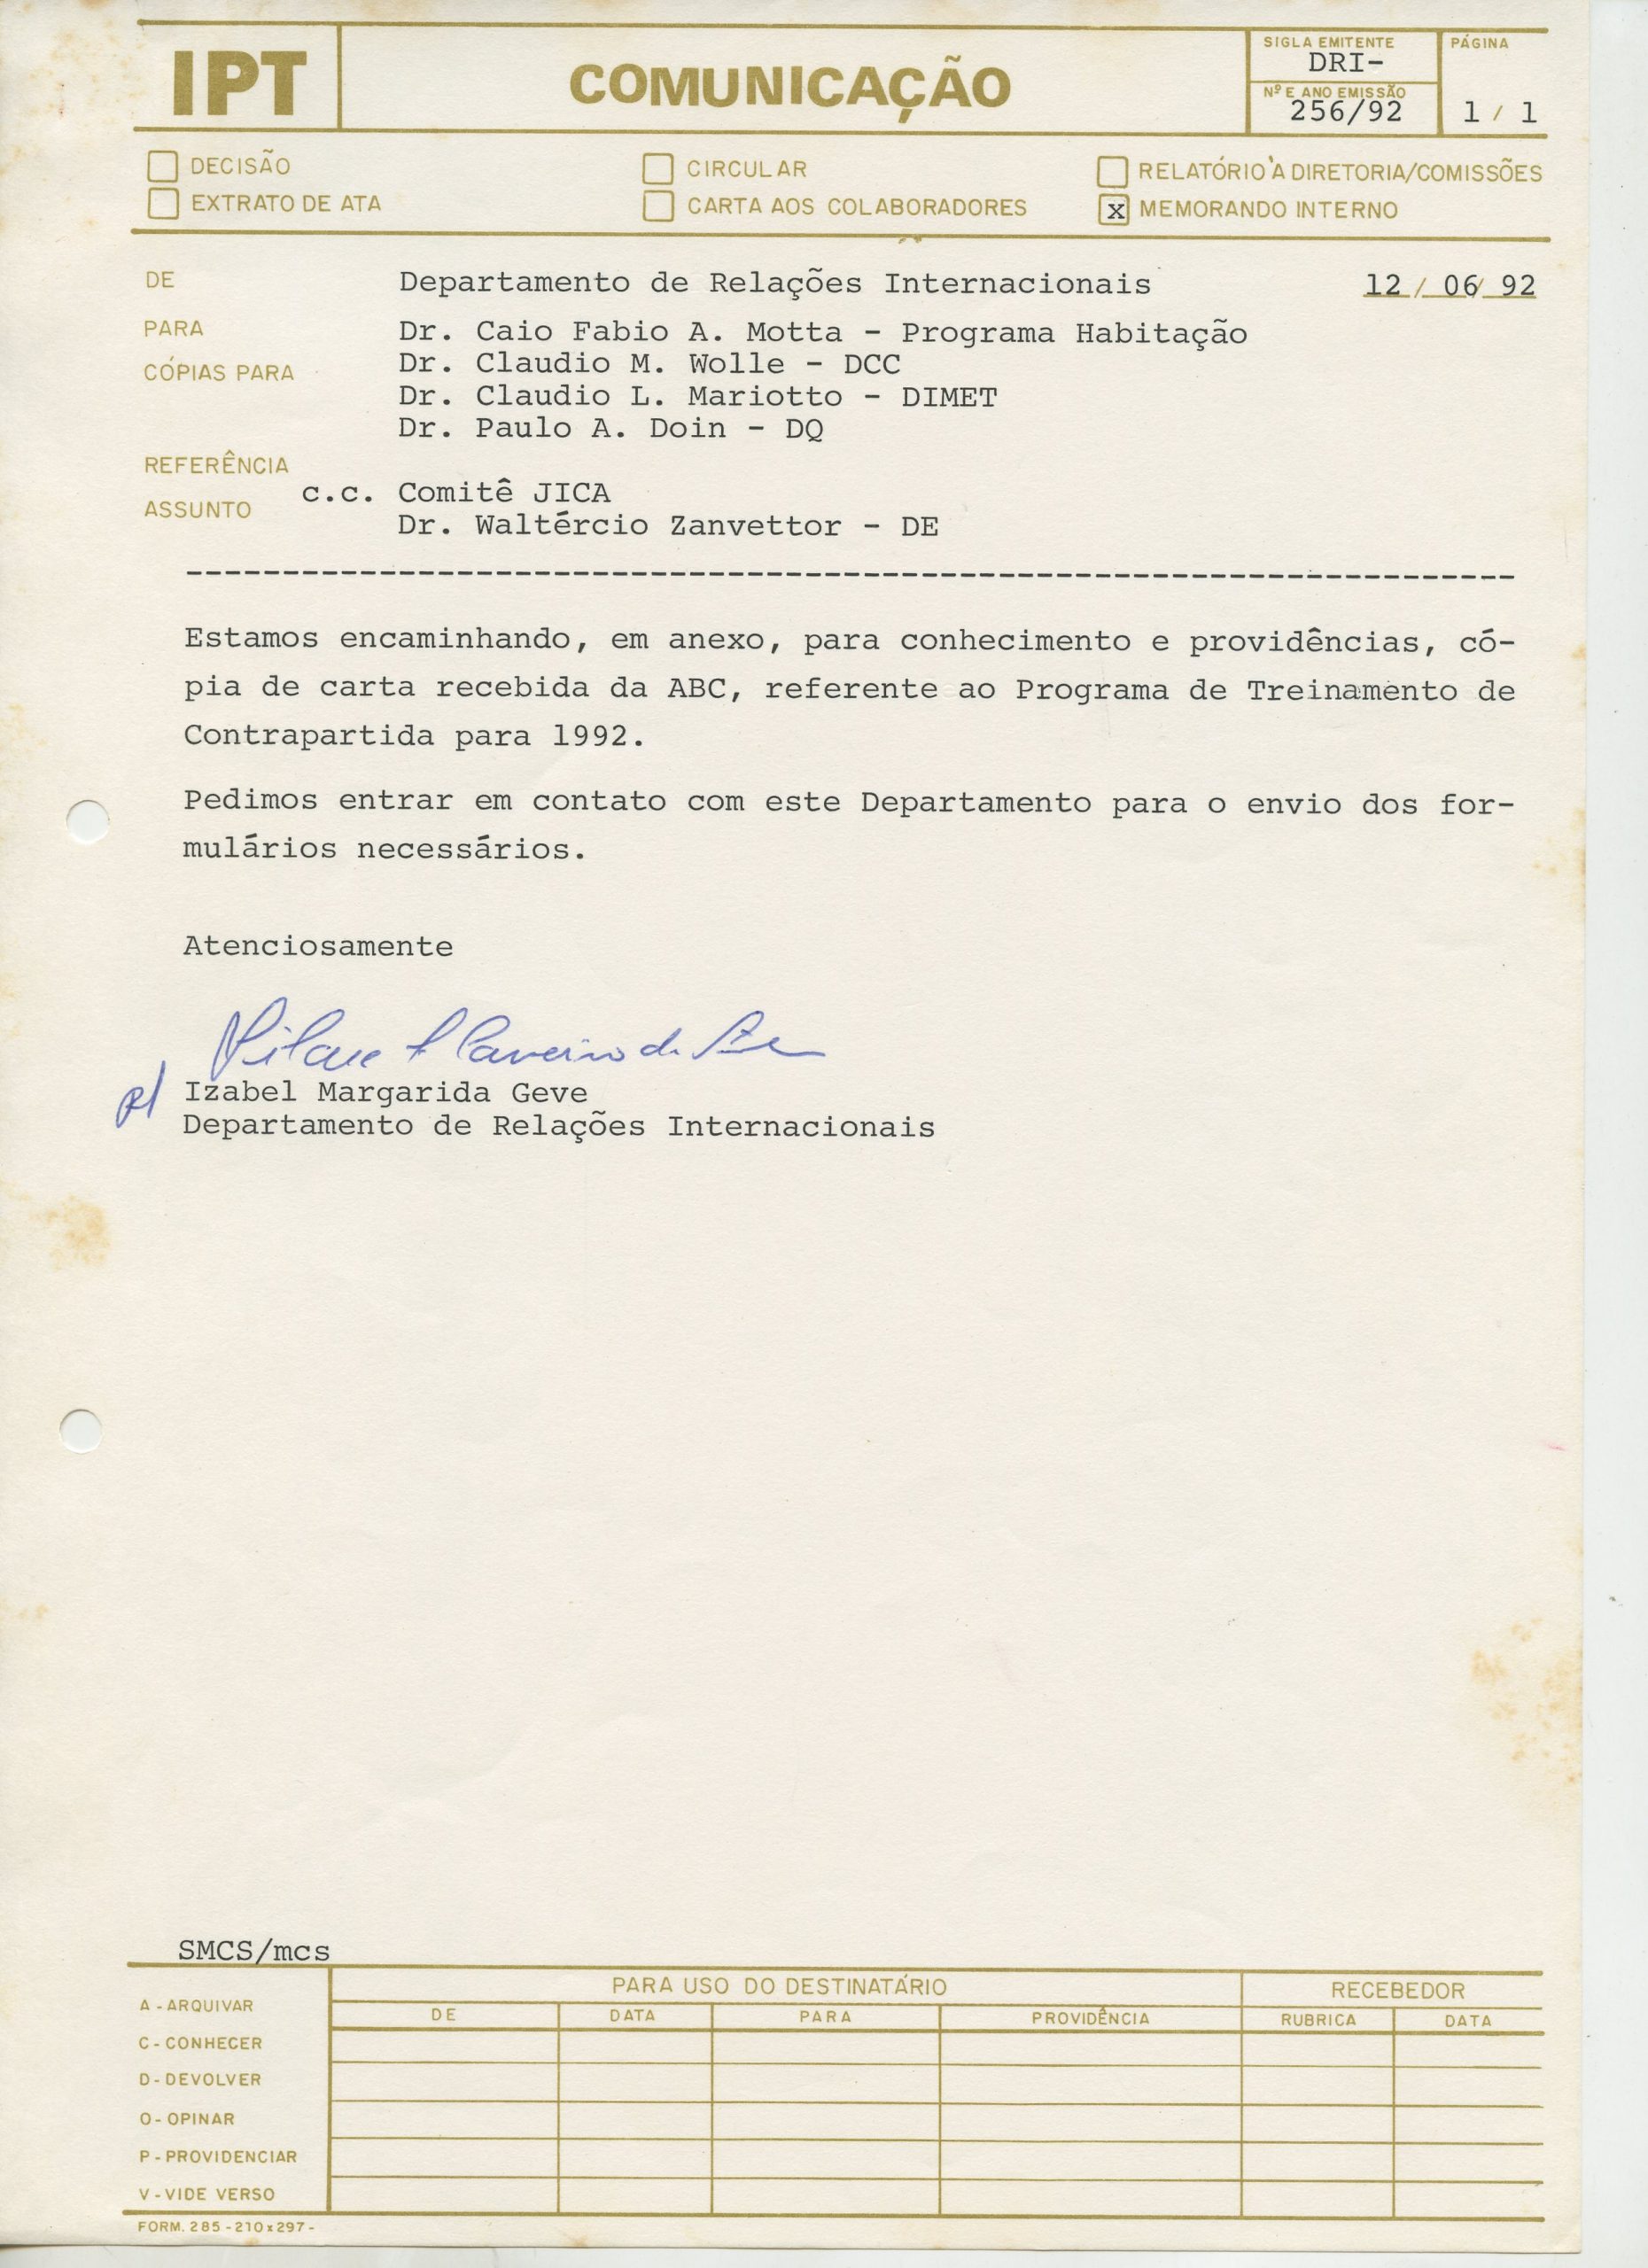 IPT
COMUNICAÇÃO
SIGLA EMITENTE
DRI-
Nº E ANO EMISSÃO
256/92
PÁGINA
1 / 1
DECISÃO
EXTRATO DE ATA
CIRCULAR
CARTA AOS COLABORADORES
RELATÓRIO À DIRETORIA/COMISSÕES
x MEMORANDO INTERNO
DE Departamento de Relações Internacionais 12 / 06 / 92
PARA Dr. Caio Fabio A. Motta - Programa Habitação
CÓPIAS PARA Dr. Claudio M. Wolle - DCC
Dr. Claudio L. Mariotto - DIMET
Dr. Paulo A. Doin - DQ
REFERÊNCIA
ASSUNTO c.c. Comitê JICA
Dr. Waltércio Zanvettor - DE
Estamos encaminhando, em anexo, para conhecimento e providências, có-
pia de carta recebida da ABC, referente ao Programa de Treinamento de
Contrapartida para 1992.
Pedimos entrar em contato com este Departamento para o envio dos for-
mulários necessários.
Atenciosamente
p/ Izabel Margarida Geve
Departamento de Relações Internacionais
SMCS/mcs
A - ARQUIVAR
C - CONHECER
D - DEVOLVER
O - OPINAR
P - PROVIDENCIAR
V - VIDE VERSO
PARA USO DO DESTINATÁRIO
RECEBEDOR
DE DATA PARA PROVIDÊNCIA RUBRICA DATA
FORM. 285 - 210 x 297 -